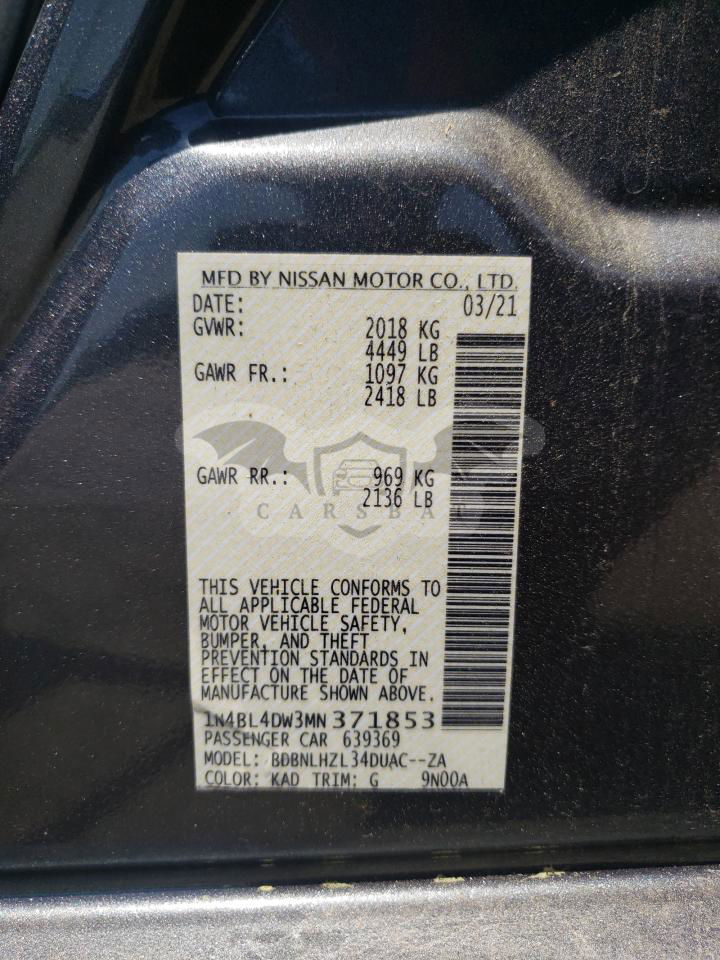 MFD BY NISSAN MOTOR CO., LTD.
DATE: 03/21
GVWR: 2018 KG
4449 LB
GAWR FR.: 1097 KG
2418 LB
GAWR RR.: 969 KG
2136 LB
CARSBAT
THIS VEHICLE CONFORMS TO
ALL APPLICABLE FEDERAL
MOTOR VEHICLE SAFETY,
BUMPER, AND THEFT
PREVENTION STANDARDS IN
EFFECT ON THE DATE OF
MANUFACTURE SHOWN ABOVE.
1N4BL4DW3MN371853
PASSENGER CAR 639369
MODEL: BDBNLHZL34DUAC--ZA
COLOR: KAD TRIM: G 9N00A